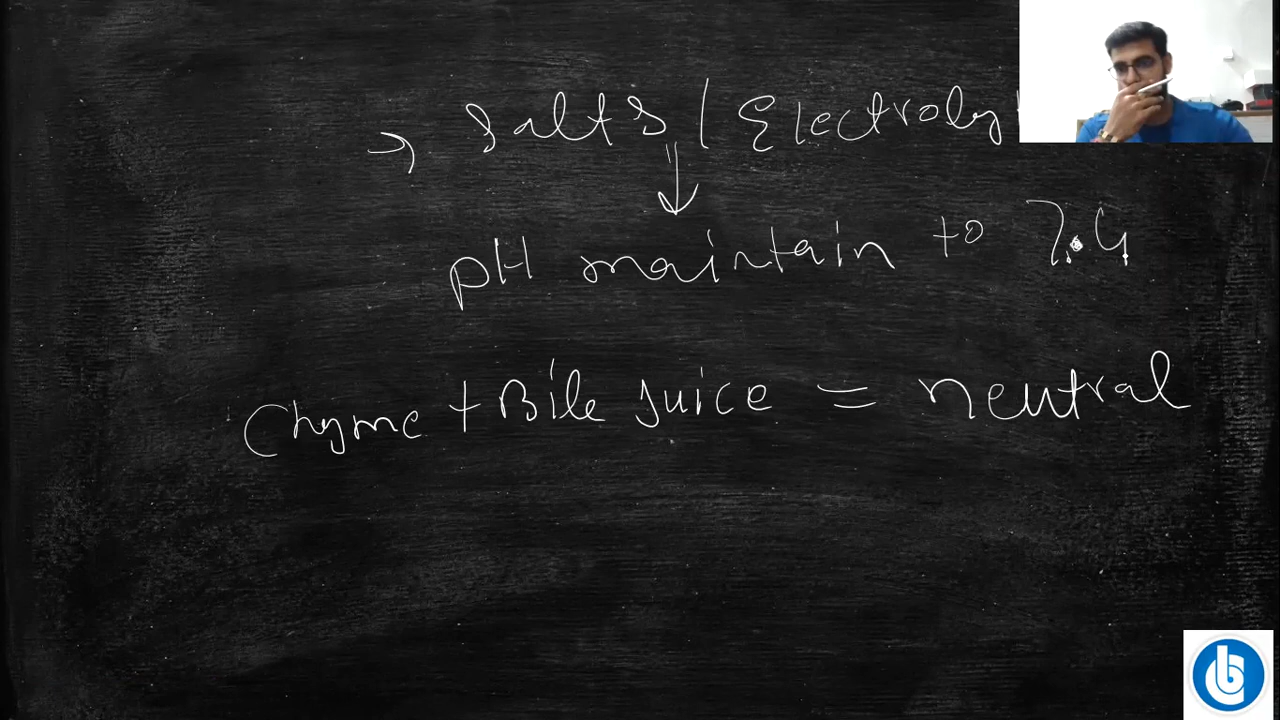 → Salts / Electroly
pH maintain to 7.4
Chyme + Bile Juice = neutral